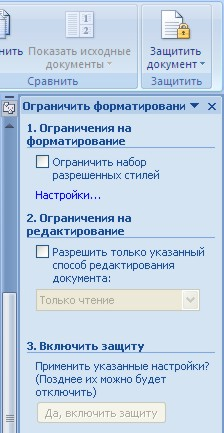 нить
Показать исходные
документы
Сравнить
Защитить
документ
Защитить
Ограничить форматировани
1. Ограничения на
форматирование
Ограничить набор
разрешенных стилей
Настройки...
2. Ограничения на
редактирование
Разрешить только указанный
способ редактирования
документа:
Только чтение
3. Включить защиту
Применить указанные настройки?
(Позднее их можно будет
отключить)
Да, включить защиту